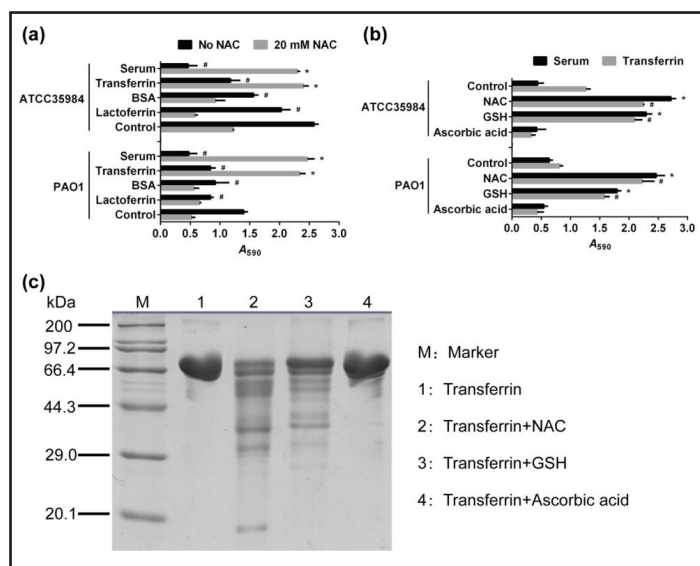 (a)
No NAC 20 mM NAC
ATCC35984
Serum #
*
Transferrin #
*
BSA #
Lactoferrin #
Control
PAO1
Serum #
*
Transferrin #
*
BSA #
Lactoferrin #
Control
0.0 0.5 1.0 1.5 2.0 2.5 3.0
A590
(b)
Serum Transferrin
ATCC35984
Control
NAC *
#
GSH *
#
Ascorbic acid
PAO1
Control
NAC *
#
GSH *
#
Ascorbic acid
0.0 0.5 1.0 1.5 2.0 2.5 3.0
A590
(c)
kDa M 1 2 3 4
200
97.2
66.4
44.3
29.0
20.1
M: Marker
1: Transferrin
2: Transferrin+NAC
3: Transferrin+GSH
4: Transferrin+Ascorbic acid